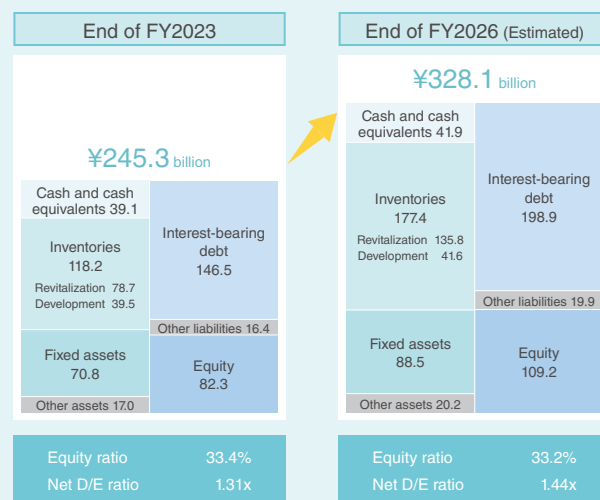 End of FY2023
¥245.3 billion
Cash and cash
equivalents 39.1
Inventories
118.2
Revitalization 78.7
Development 39.5
Fixed assets
70.8
Other assets 17.0
Interest-bearing
debt
146.5
Other liabilities 16.4
Equity
82.3
Equity ratio 33.4%
Net D/E ratio 1.31x
End of FY2026 (Estimated)
¥328.1 billion
Cash and cash
equivalents 41.9
Inventories
177.4
Revitalization 135.8
Development 41.6
Fixed assets
88.5
Other assets 20.2
Interest-bearing
debt
198.9
Other liabilities 19.9
Equity
109.2
Equity ratio 33.2%
Net D/E ratio 1.44x